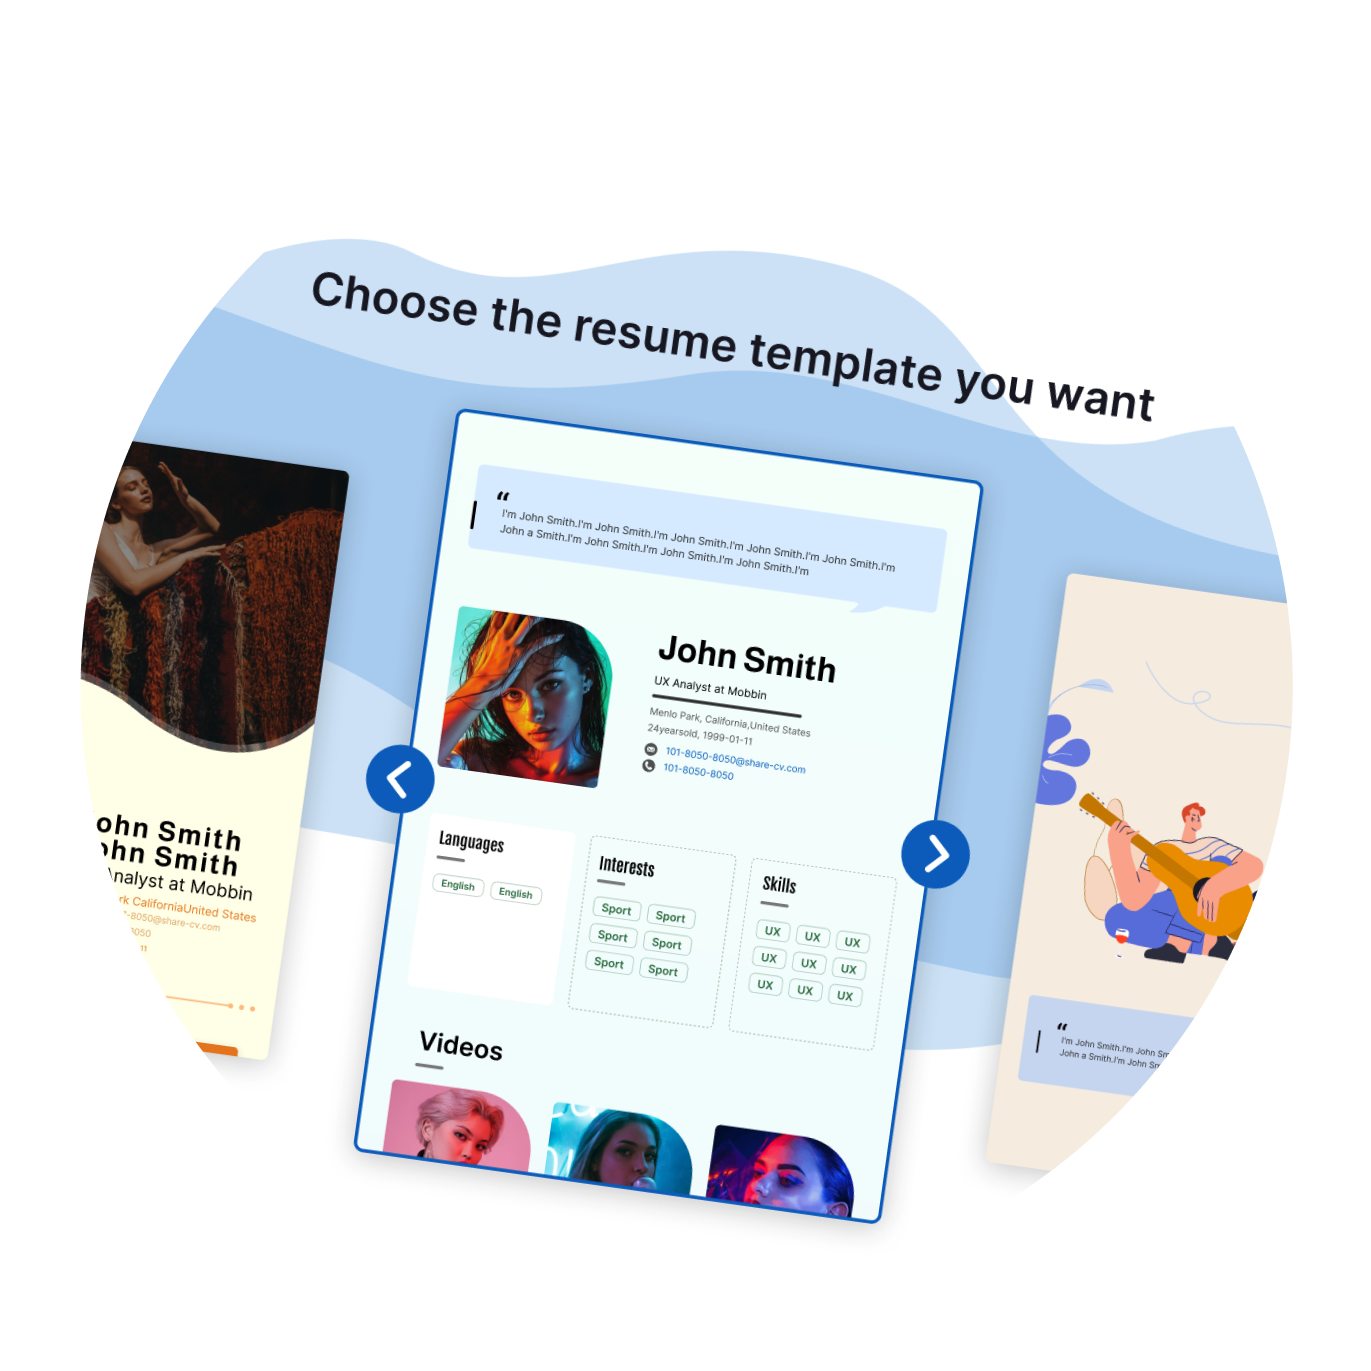 Choose the resume template you want
“
I'm John Smith.I'm John Smith.I'm John Smith.I'm John Smith.I'm John Smith.I'm
John a Smith.I'm John Smith.I'm John Smith.I'm John Smith.I'm
John Smith
UX Analyst at Mobbin
Menlo Park, California,United States
24yearsold, 1999-01-11
101-8050-8050@share-cv.com
101-8050-8050
Languages
English English
Interests
Sport Sport
Sport Sport
Sport Sport
Skills
UX UX UX
UX UX UX
UX UX UX
Videos
ohn Smith
ohn Smith
Analyst at Mobbin
rk CaliforniaUnited States
-8050@share-cv.com
8050
11
“
I'm John Smith.I'm John Sm
John a Smith.I'm John Sm